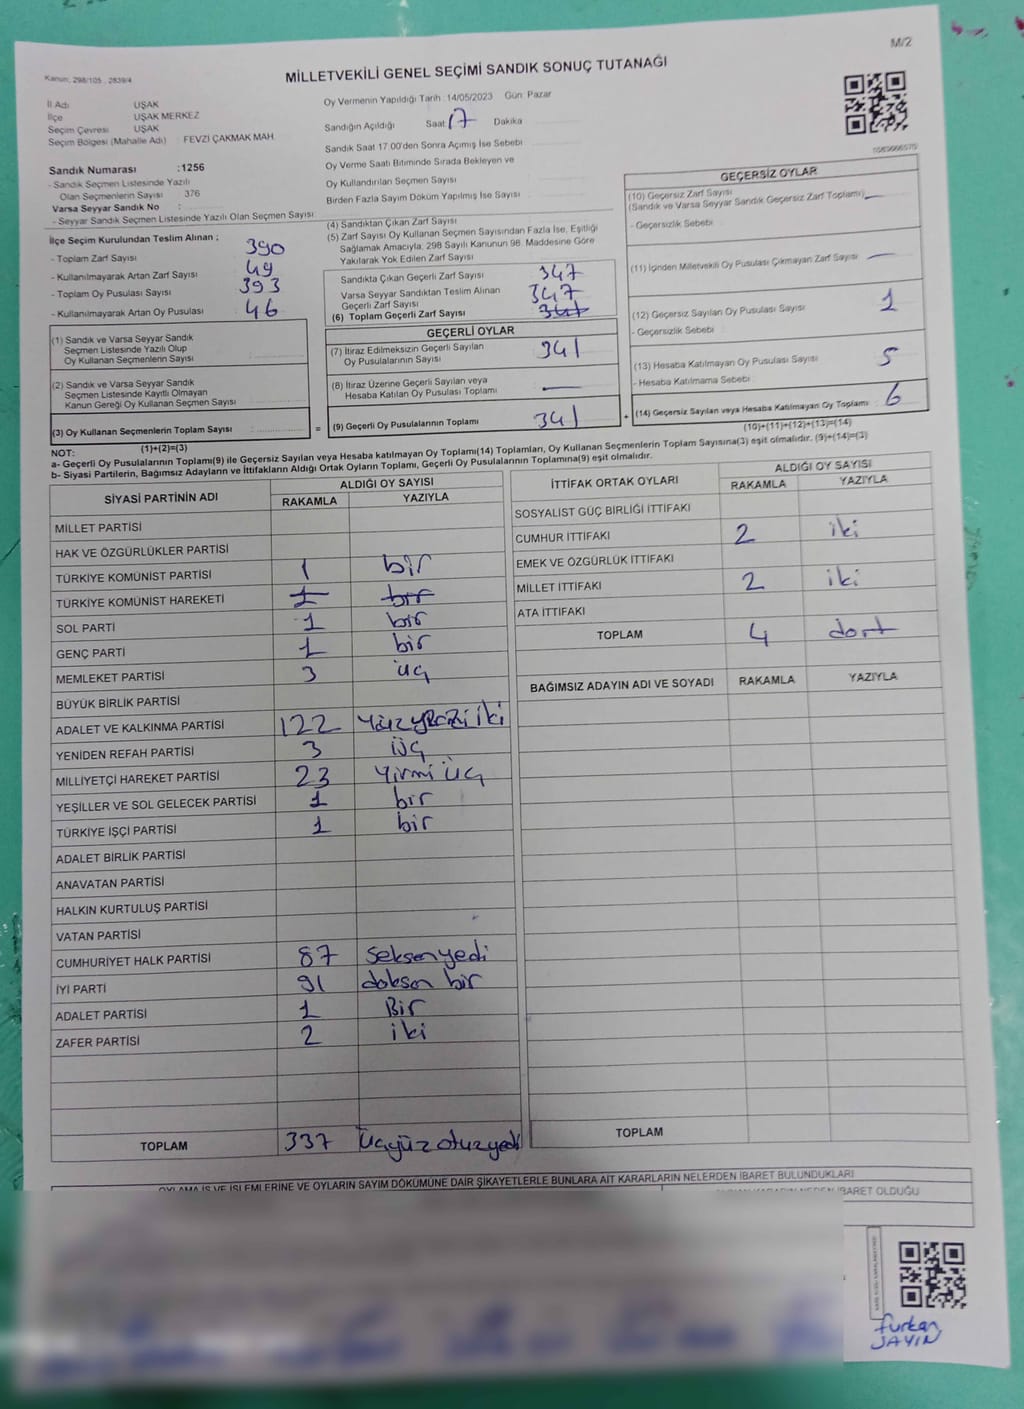 M/2
Kanun: 298/105 , 2839/4
MİLLETVEKİLİ GENEL SEÇİMİ SANDIK SONUÇ TUTANAĞI
İl Adı UŞAK
İlçe UŞAK MERKEZ
Seçim Çevresi UŞAK
Seçim Bölgesi (Mahalle Adı) : FEVZİ ÇAKMAK MAH.
Sandık Numarası :1256
- Sandık Seçmen Listesinde Yazılı
Olan Seçmenlerin Sayısı : 376
Varsa Seyyar Sandık No :
- Seyyar Sandık Seçmen Listesinde Yazılı Olan Seçmen Sayısı
Oy Vermenin Yapıldığı Tarih : 14/05/2023 Gün: Pazar
Sandığın Açıldığı Saat 17 Dakika
Sandık Saat 17.00'den Sonra Açımış İse Sebebi
Oy Verme Saati Bitiminde Sırada Bekleyen ve
Oy Kullandırılan Seçmen Sayısı
Birden Fazla Sayım Döküm Yapılmış İse Sayısı
İlçe Seçim Kurulundan Teslim Alınan ;
- Toplam Zarf Sayısı 390
- Kullanılmayarak Artan Zarf Sayısı 49
- Toplam Oy Pusulası Sayısı 393
- Kullanılmayarak Artan Oy Pusulası 46
(1) Sandık ve Varsa Seyyar Sandık
Seçmen Listesinde Yazılı Olup
Oy Kullanan Seçmenlerin Sayısı
(2) Sandık ve Varsa Seyyar Sandık
Seçmen Listesinde Kayıtlı Olmayan
Kanun Gereği Oy Kullanan Seçmen Sayısı
(3) Oy Kullanan Seçmenlerin Toplam Sayısı :
(1)+(2)=(3)
(4) Sandıktan Çıkan Zarf Sayısı
(5) Zarf Sayısı Oy Kullanan Seçmen Sayısından Fazla İse, Eşitliği
Sağlamak Amacıyla, 298 Sayılı Kanunun 98. Maddesine Göre
Yakılarak Yok Edilen Zarf Sayısı
Sandıkta Çıkan Geçerli Zarf Sayısı 347
Varsa Seyyar Sandıktan Teslim Alınan
Geçerli Zarf Sayısı 347
(6) Toplam Geçerli Zarf Sayısı 347
GEÇERLİ OYLAR
(7) İtiraz Edilmeksizin Geçerli Sayılan
Oy Pusulalarının Sayısı 341
(8) İtiraz Üzerine Geçerli Sayılan veya
Hesaba Katılan Oy Pusulası Toplamı —
= (9) Geçerli Oy Pusulalarının Toplamı 341 +
GEÇERSİZ OYLAR
(10) Geçersiz Zarf Sayısı
(Sandık ve Varsa Seyyar Sandık Geçersiz Zarf Toplamı) —
- Geçersizlik Sebebi
(11) İçinden Milletvekili Oy Pusulası Çıkmayan Zarf Sayısı —
(12) Geçersiz Sayılan Oy Pusulası Sayısı 1
- Geçersizlik Sebebi
(13) Hesaba Katılmayan Oy Pusulası Sayısı 5
- Hesaba Katılmama Sebebi
(14) Geçersiz Sayılan veya Hesaba Katılmayan Oy Toplamı : 6
(10)+(11)+(12)+(13)=(14)
NOT:
a- Geçerli Oy Pusulalarının Toplamı(9) ile Geçersiz Sayılan veya Hesaba katılmayan Oy Toplamı(14) Toplamları, Oy Kullanan Seçmenlerin Toplam Sayısına(3) eşit olmalıdır. (9)+(14)=(3)
b- Siyasi Partilerin, Bağımsız Adayların ve İttifakların Aldığı Ortak Oyların Toplamı, Geçerli Oy Pusulalarının Toplamına(9) eşit olmalıdır.
SİYASİ PARTİNİN ADI ALDIĞI OY SAYISI
RAKAMLA YAZIYLA
MİLLET PARTİSİ
HAK VE ÖZGÜRLÜKLER PARTİSİ
TÜRKİYE KOMÜNİST PARTİSİ 1 bir
TÜRKİYE KOMÜNİST HAREKETİ 1 bir
SOL PARTİ 1 bir
GENÇ PARTİ 1 bir
MEMLEKET PARTİSİ 3 üç
BÜYÜK BİRLİK PARTİSİ
ADALET VE KALKINMA PARTİSİ 122
YENİDEN REFAH PARTİSİ 3 üç
MİLLİYETÇİ HAREKET PARTİSİ 23 Yirmi üç
YEŞİLLER VE SOL GELECEK PARTİSİ 1 bir
TÜRKİYE İŞÇİ PARTİSİ 1 bir
ADALET BİRLİK PARTİSİ
ANAVATAN PARTİSİ
HALKIN KURTULUŞ PARTİSİ
VATAN PARTİSİ
CUMHURİYET HALK PARTİSİ 87 Seksenyedi
İYİ PARTİ 91 doksan bir
ADALET PARTİSİ 1 Bir
ZAFER PARTİSİ 2 iki
TOPLAM 337 Üçyüzotuzyedi
İTTİFAK ORTAK OYLARI ALDIĞI OY SAYISI
RAKAMLA YAZIYLA
SOSYALİST GÜÇ BİRLİĞİ İTTİFAKI
CUMHUR İTTİFAKI 2 iki
EMEK VE ÖZGÜRLÜK İTTİFAKI
MİLLET İTTİFAKI 2 iki
ATA İTTİFAKI
TOPLAM 4 dort
BAĞIMSIZ ADAYIN ADI VE SOYADI RAKAMLA YAZIYLA
TOPLAM
OYLAMA İŞ VE İŞLEMLERİNE VE OYLARIN SAYIM DÖKÜMÜNE DAİR ŞİKAYETLERLE BUNLARA AİT KARARLARIN NELERDEN İBARET BULUNDUKLARI
İBARET OLDUĞU
furkan
JAYIN